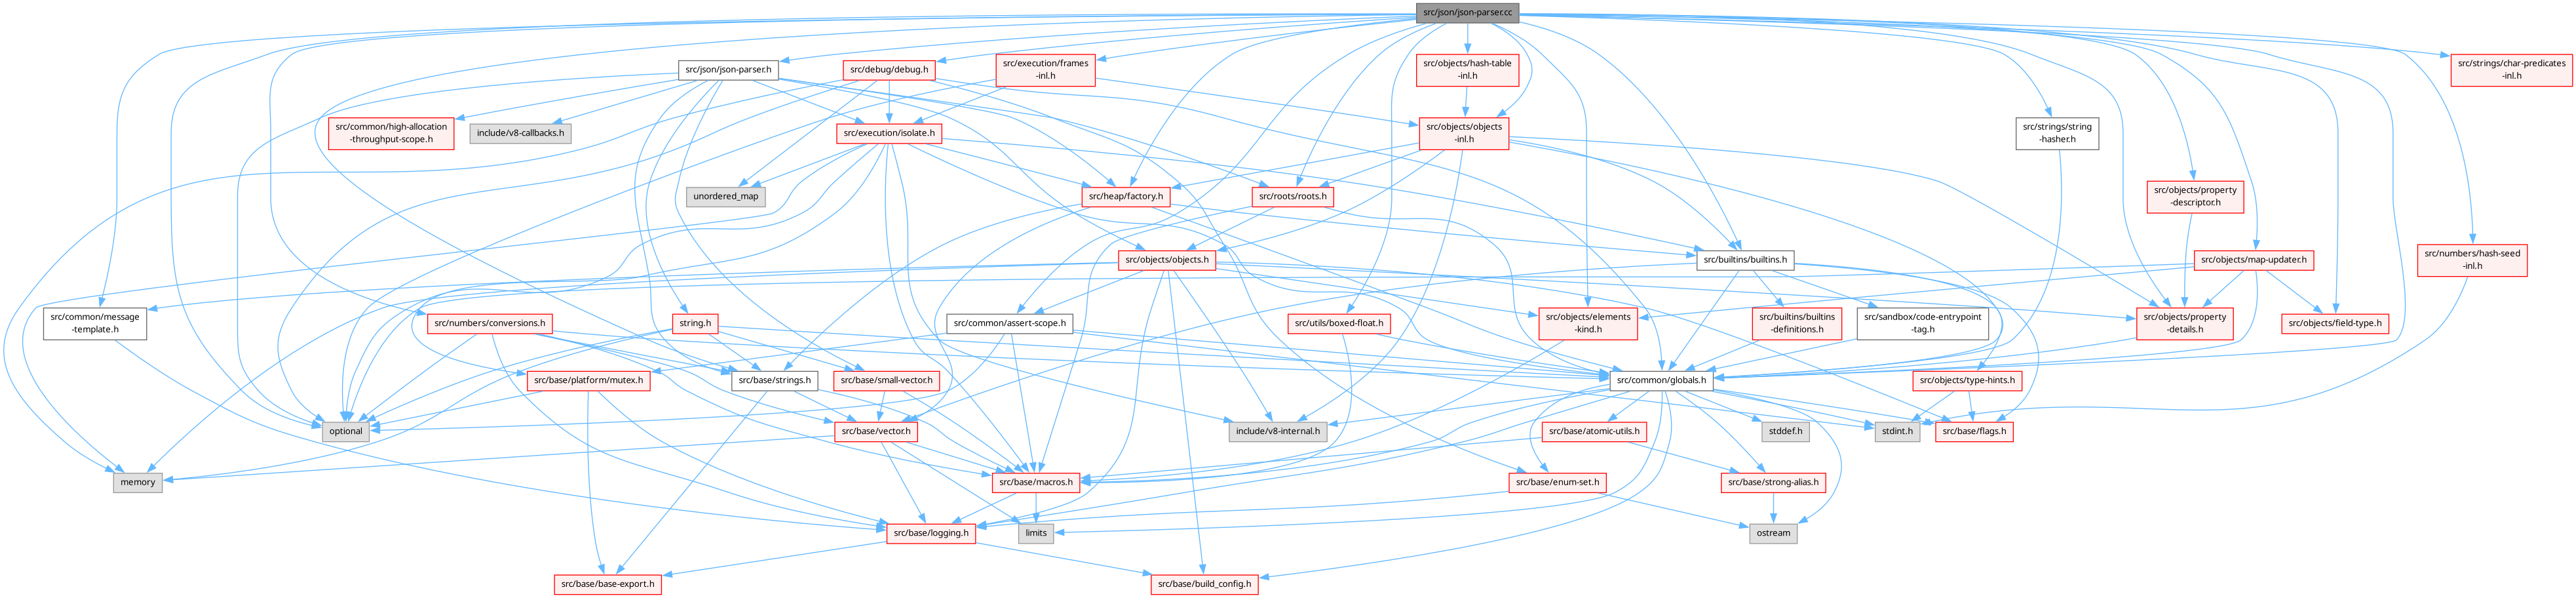 src/json/json-parser.cc
src/json/json-parser.h
src/debug/debug.h
src/execution/frames
-inl.h
src/objects/hash-table
-inl.h
src/strings/char-predicates
-inl.h
src/common/high-allocation
-throughput-scope.h
include/v8-callbacks.h
src/execution/isolate.h
src/objects/objects
-inl.h
src/strings/string
-hasher.h
unordered_map
src/heap/factory.h
src/roots/roots.h
src/objects/property
-descriptor.h
src/objects/objects.h
src/builtins/builtins.h
src/objects/map-updater.h
src/numbers/hash-seed
-inl.h
src/common/message
-template.h
src/numbers/conversions.h
string.h
src/common/assert-scope.h
src/utils/boxed-float.h
src/objects/elements
-kind.h
src/builtins/builtins
-definitions.h
src/sandbox/code-entrypoint
-tag.h
src/objects/property
-details.h
src/objects/field-type.h
src/base/platform/mutex.h
src/base/strings.h
src/base/small-vector.h
src/common/globals.h
src/objects/type-hints.h
optional
src/base/vector.h
include/v8-internal.h
src/base/atomic-utils.h
stddef.h
stdint.h
src/base/flags.h
memory
src/base/macros.h
src/base/enum-set.h
src/base/strong-alias.h
src/base/logging.h
limits
ostream
src/base/base-export.h
src/base/build_config.h